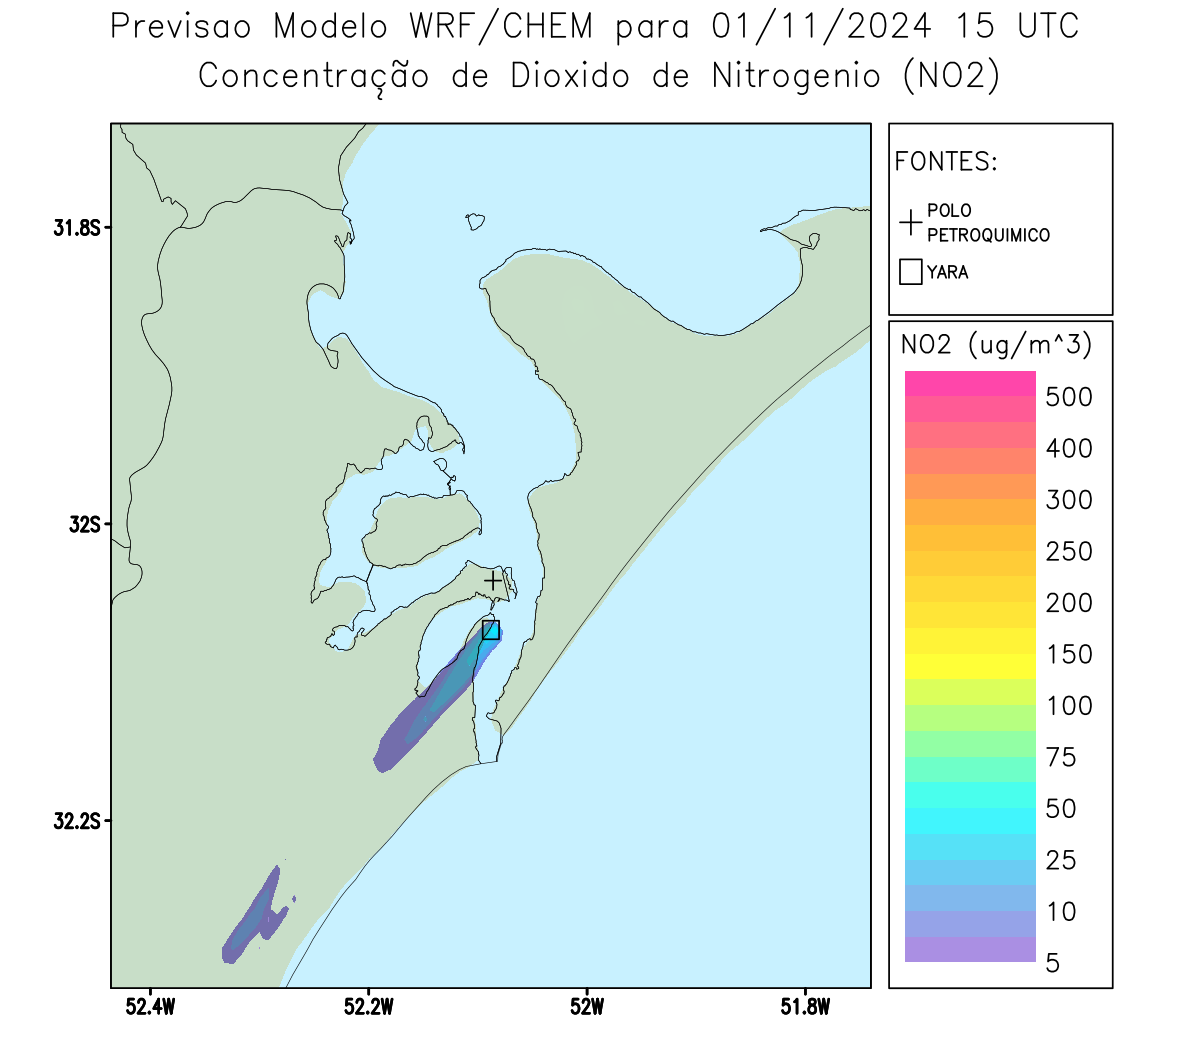 Previsao Modelo WRF/CHEM para 01/11/2024 15 UTC
Concentração de Dioxido de Nitrogenio (NO2)
FONTES:
POLO
PETROQUIMICO
YARA
NO2 (ug/m^3)
500
400
300
250
200
150
100
75
50
25
10
5
31.8S
32S
32.2S
52.4W
52.2W
52W
51.8W